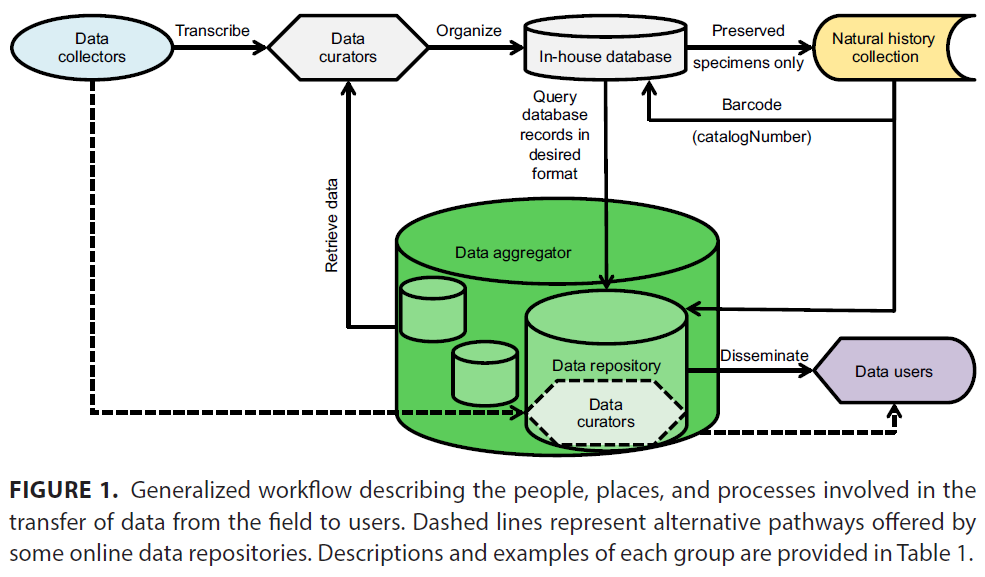 Data
collectors
Transcribe
Data
curators
Organize
In-house database
Preserved
specimens only
Natural history
collection
Query
database
records in
desired
format
Barcode
(catalogNumber)
Retrieve data
Data aggregator
Data repository
Disseminate
Data users
Data
curators
FIGURE 1. Generalized workflow describing the people, places, and processes involved in the
transfer of data from the field to users. Dashed lines represent alternative pathways offered by
some online data repositories. Descriptions and examples of each group are provided in Table 1.